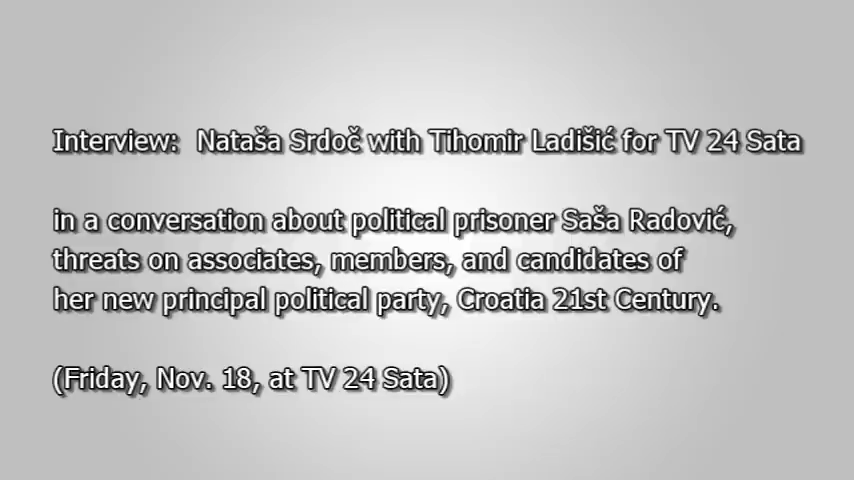 Interview: Nataša Srdoč with Tihomir Ladišić for TV 24 Sata
in a conversation about political prisoner Saša Radović,
threats on associates, members, and candidates of
her new principal political party, Croatia 21st Century.
(Friday, Nov. 18, at TV 24 Sata)